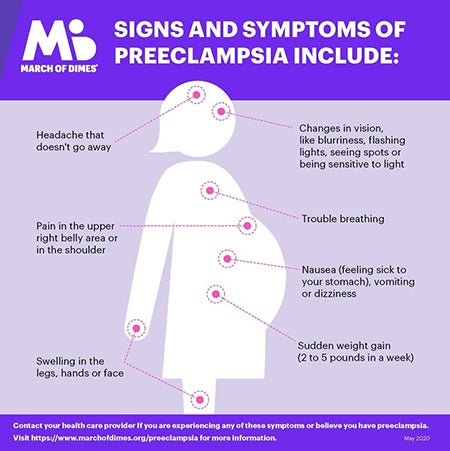 MARCH OF DIMES®
SIGNS AND SYMPTOMS OF
PREECLAMPSIA INCLUDE:
Headache that
doesn't go away
Changes in vision,
like blurriness, flashing
lights, seeing spots or
being sensitive to light
Trouble breathing
Pain in the upper
right belly area or
in the shoulder
Nausea (feeling sick to
your stomach), vomiting
or dizziness
Sudden weight gain
(2 to 5 pounds in a week)
Swelling in the
legs, hands or face
Contact your health care provider If you are experiencing any of these symptoms or believe you have preeclampsia.
Visit https://www.marchofdimes.org/preeclampsia for more information.
May 2020